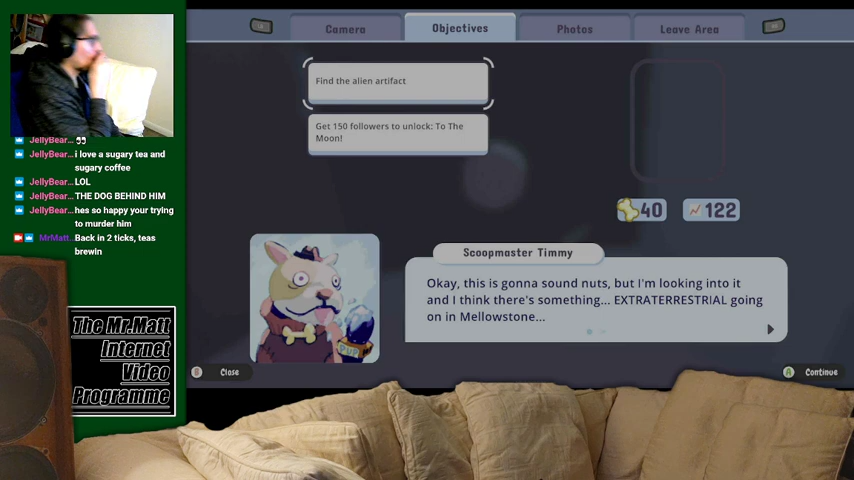 Camera
Objectives
Photos
Leave Area
Find the alien artifact
Get 150 followers to unlock: To The
Moon!
40
122
JellyBear...
JellyBear... i love a sugary tea and
sugary coffee
JellyBear... LOL
JellyBear... THE DOG BEHIND HIM
JellyBear... hes so happy your trying
to murder him
MrMatt... Back in 2 ticks, teas
brewin
Scoopmaster Timmy
Okay, this is gonna sound nuts, but I'm looking into it
and I think there's something... EXTRATERRESTRIAL going
on in Mellowstone...
PUP
Close
Continue
The Mr.Matt
Internet
Video
Programme